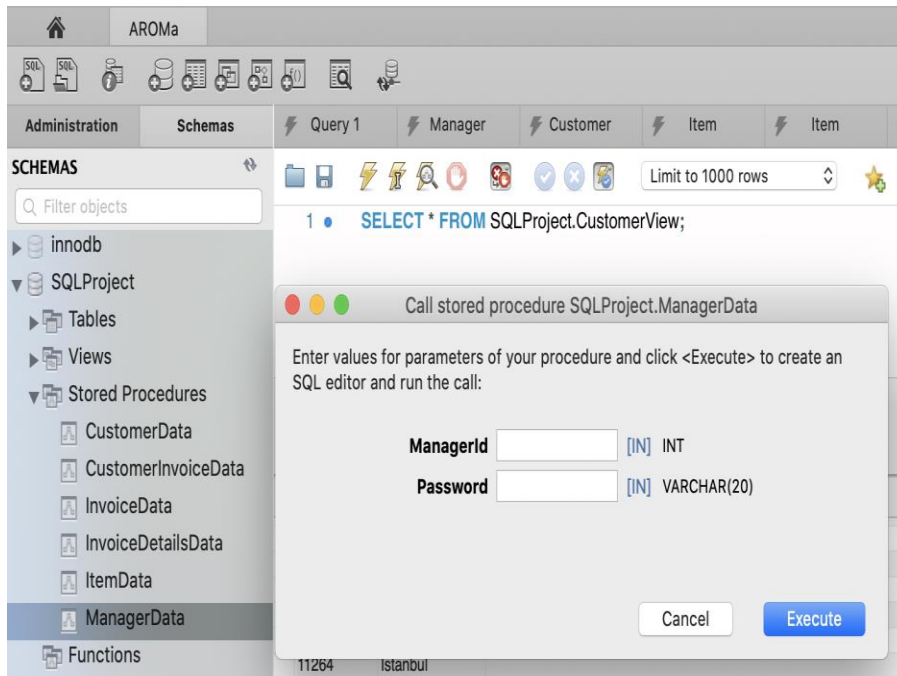 AROMa
SQL SQL
f()
Administration Schemas
Query 1 Manager Customer Item Item
SCHEMAS
Limit to 1000 rows
Filter objects
1 SELECT * FROM SQLProject.CustomerView;
innodb
SQLProject
Tables
Views
Stored Procedures
CustomerData
CustomerInvoiceData
InvoiceData
InvoiceDetailsData
ItemData
ManagerData
Functions
Call stored procedure SQLProject.ManagerData
Enter values for parameters of your procedure and click <Execute> to create an
SQL editor and run the call:
ManagerId [IN] INT
Password [IN] VARCHAR(20)
Cancel Execute
11264 Istanbul